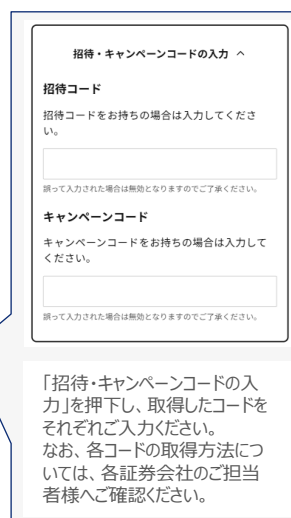 招待・キャンペーンコードの入力 ^
招待コード
招待コードをお持ちの場合は入力してくださ
い。
誤って入力された場合は無効となりますのでご了承ください。
キャンペーンコード
キャンペーンコードをお持ちの場合は入力して
ください。
誤って入力された場合は無効となりますのでご了承ください。
「招待・キャンペーンコードの入
力」を押下し、取得したコードを
それぞれご入力ください。
なお、各コードの取得方法につ
いては、各証券会社のご担当
者様へご確認ください。